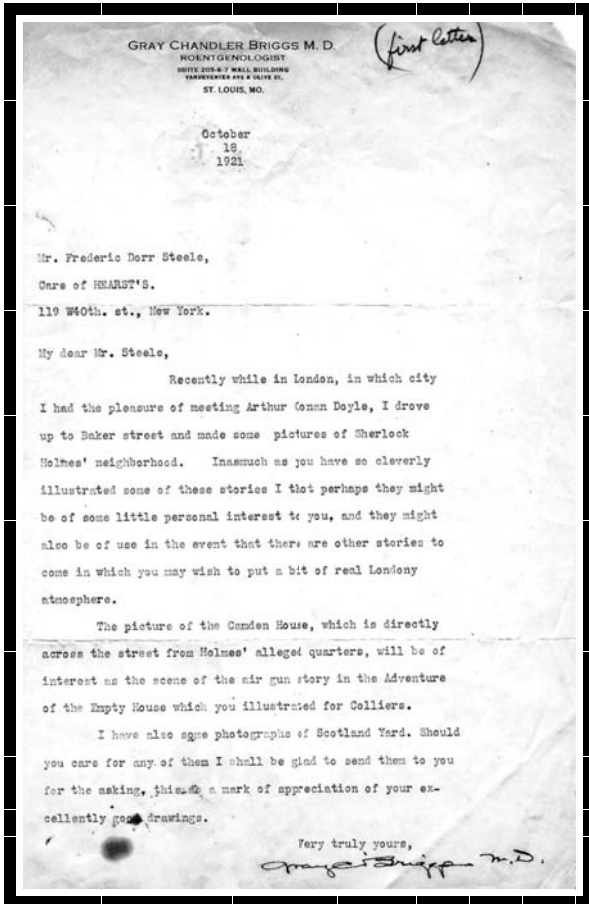 (first letter)
GRAY CHANDLER BRIGGS M. D.
ROENTGENOLOGIST
SUITE 205-6-7 WALL BUILDING
VANDEVENTER AVE & OLIVE ST.
ST. LOUIS, MO.
October
18
1921
Mr. Frederic Dorr Steele,
Care of HEARST'S.
119 W40th. st., New York.
My dear Mr. Steele,
Recently while in London, in which city
I had the pleasure of meeting Arthur Conan Doyle, I drove
up to Baker street and made some pictures of Sherlock
Holmes' neighborhood. Inasmuch as you have so cleverly
illustrated some of these stories I thot perhaps they might
be of some little personal interest to you, and they might
also be of use in the event that there are other stories to
come in which you may wish to put a bit of real Londony
atmosphere.
The picture of the Camden House, which is directly
across the street from Holmes' alleged quarters, will be of
interest as the scene of the air gun story in the Adventure
of the Empty House which you illustrated for Colliers.
I have also some photographs of Scotland Yard. Should
you care for any of them I shall be glad to send them to you
for the asking, this as a mark of appreciation of your ex-
cellently good drawings.
Very truly yours,
Gray C. Briggs M.D.